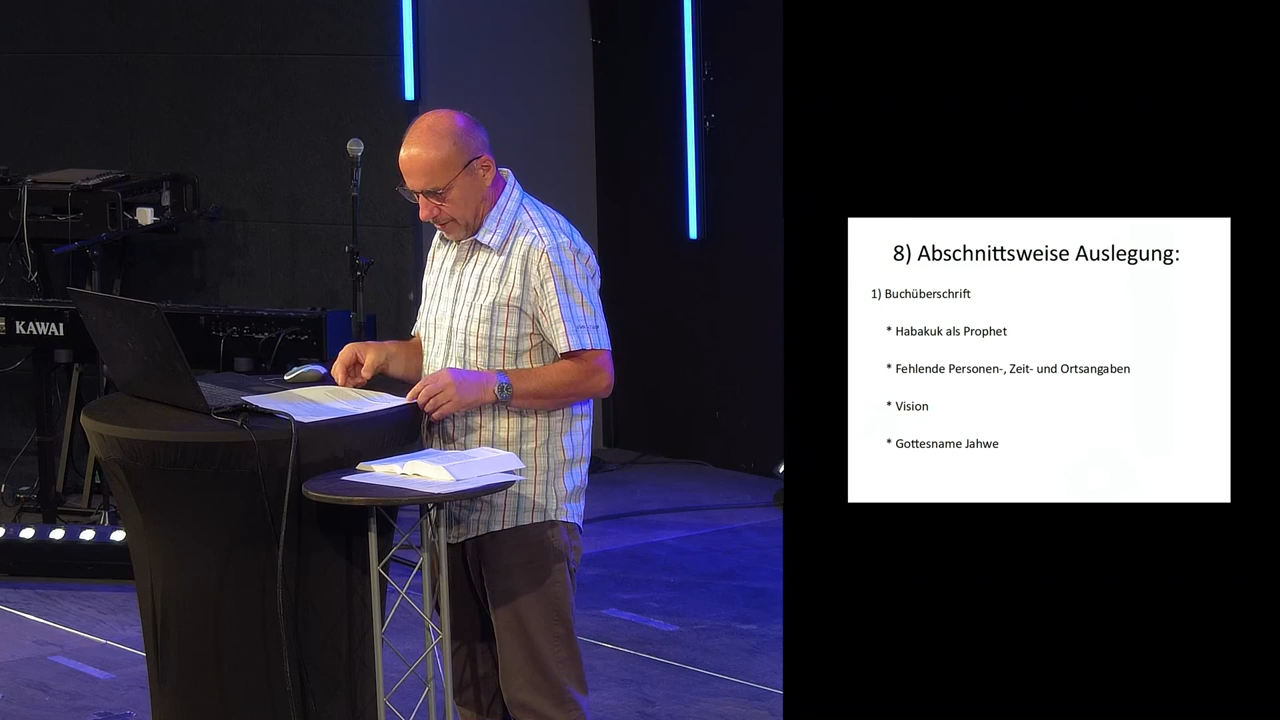 KAWAI
8) Abschnittsweise Auslegung:
1) Buchüberschrift
* Habakuk als Prophet
* Fehlende Personen-, Zeit- und Ortsangaben
* Vision
* Gottesname Jahwe